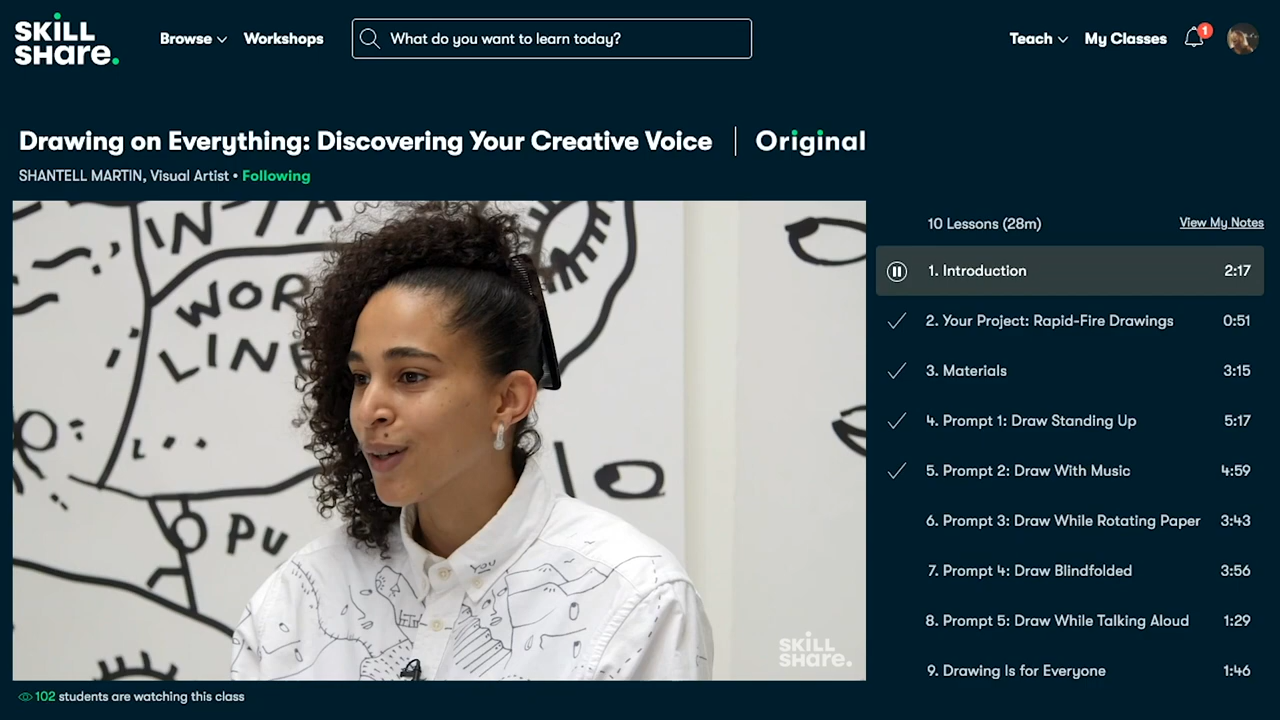 SKiLL
SHare.
Browse
Workshops
What do you want to learn today?
Teach
My Classes
1
Drawing on Everything: Discovering Your Creative Voice
Original
SHANTELL MARTIN, Visual Artist • Following
IN
WOR
LINE
PU
YOU
SKiLL
SHare.
102 students are watching this class
10 Lessons (28m)
View My Notes
1. Introduction 2:17
2. Your Project: Rapid-Fire Drawings 0:51
3. Materials 3:15
4. Prompt 1: Draw Standing Up 5:17
5. Prompt 2: Draw With Music 4:59
6. Prompt 3: Draw While Rotating Paper 3:43
7. Prompt 4: Draw Blindfolded 3:56
8. Prompt 5: Draw While Talking Aloud 1:29
9. Drawing Is for Everyone 1:46